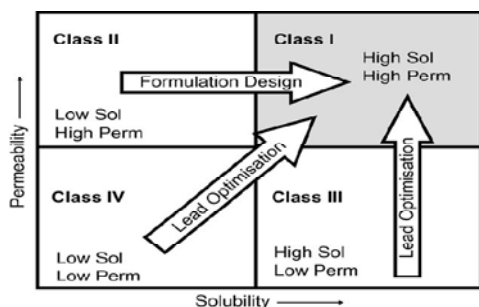 Class II
Formulation Design
Low Sol
High Perm
Class I
High Sol
High Perm
Class IV
Lead Optimisation
Low Sol
Low Perm
Class III
High Sol
Low Perm
Lead Optimisation
Permeability
Solubility